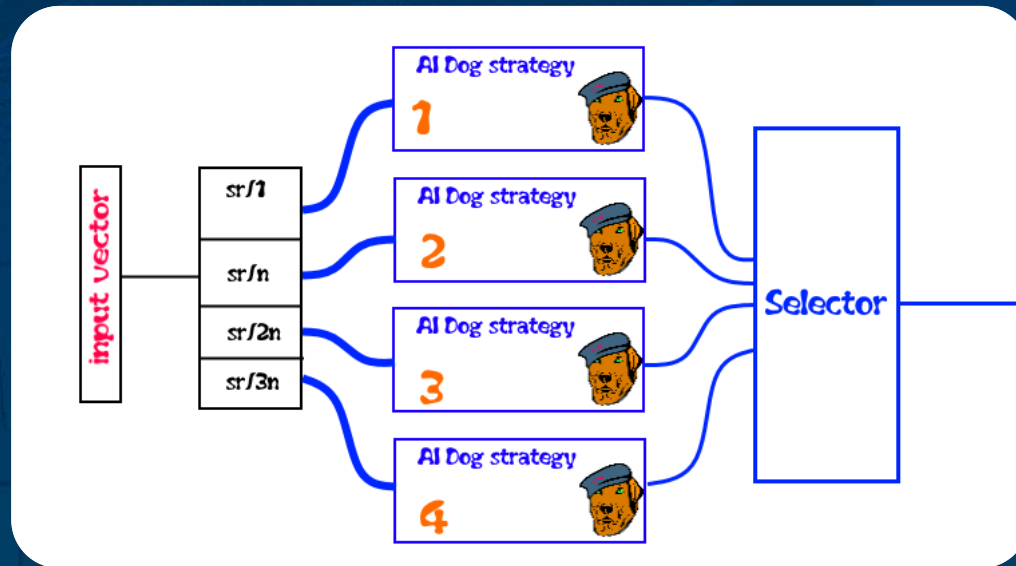 input vector
sr/1
sr/n
sr/2n
sr/3n
AI Dog strategy
1
AI Dog strategy
2
AI Dog strategy
3
AI Dog strategy
4
Selector